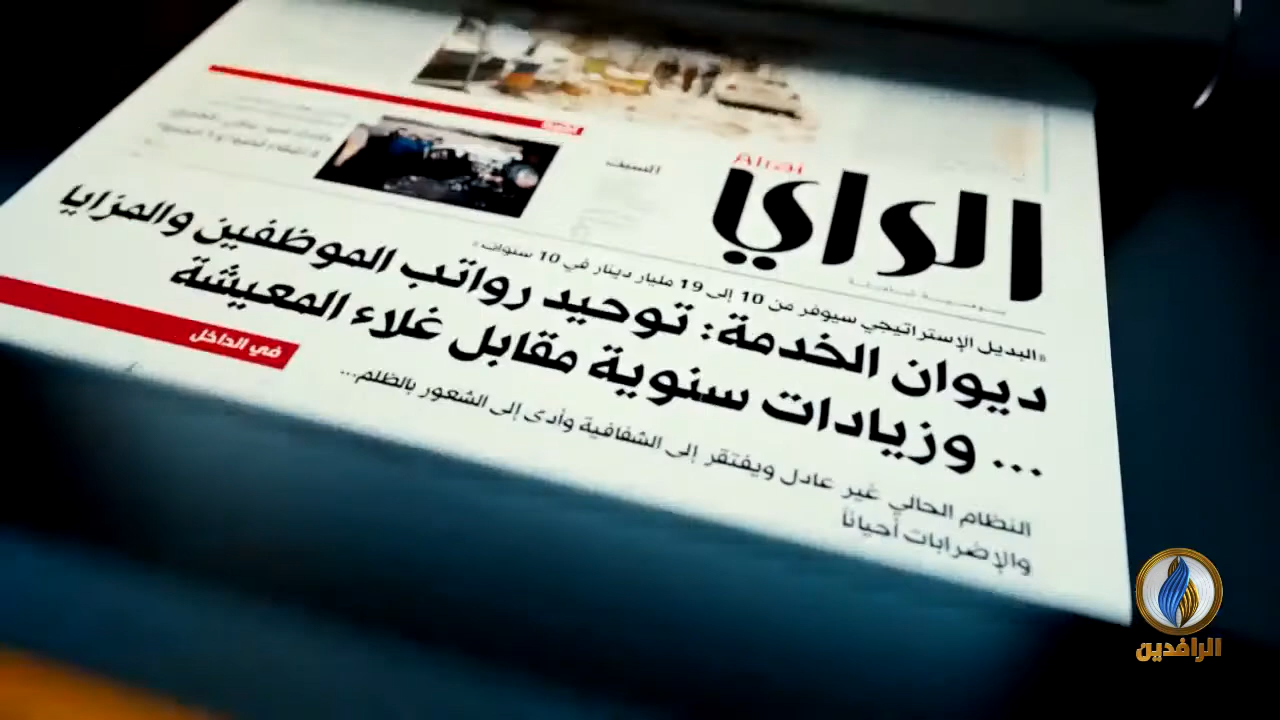 Alrai
الراي
السبت
«البديل الإستراتيجي سيوفر من 10 إلى 19 مليار دينار في 10 سنوات»
ديوان الخدمة: توحيد رواتب الموظفين والمزايا
... وزيادات سنوية مقابل غلاء المعيشة
النظام الحالي غير عادل ويفتقر إلى الشفافية وأدى إلى الشعور بالظلم...
والإضرابات أحياناً
في الداخل
الرافدين